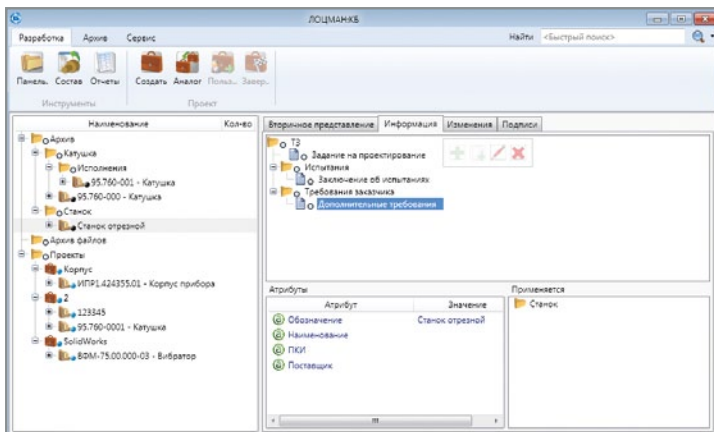 ЛОЦМАН:КБ
Разработка Архив Сервис
Найти <Быстрый поиск>
Панель.. Состав Отчеты Создать Аналог Польз.. Завер..
Инструменты Проект
Наименование Кол-во
Архив
Катушка
Исполнения
95.760-001 - Катушка
95.760-000 - Катушка
Станок
Станок отрезной
Архив файлов
Проекты
Корпус
ИПР1.424355.01 - Корпус прибора
2
123345
95.760-0001 - Катушка
SolidWorks
ВФМ-75.00.000-03 - Вибратор
Вторичное представление Информация Изменения Подписи
ТЗ
Задание на проектирование
Испытания
Заключение об испытаниях
Требования заказчика
Дополнительные требования
Атрибуты
Атрибут Значение
Обозначение Станок отрезной
Наименование
ПКИ
Поставщик
Применяется
Станок